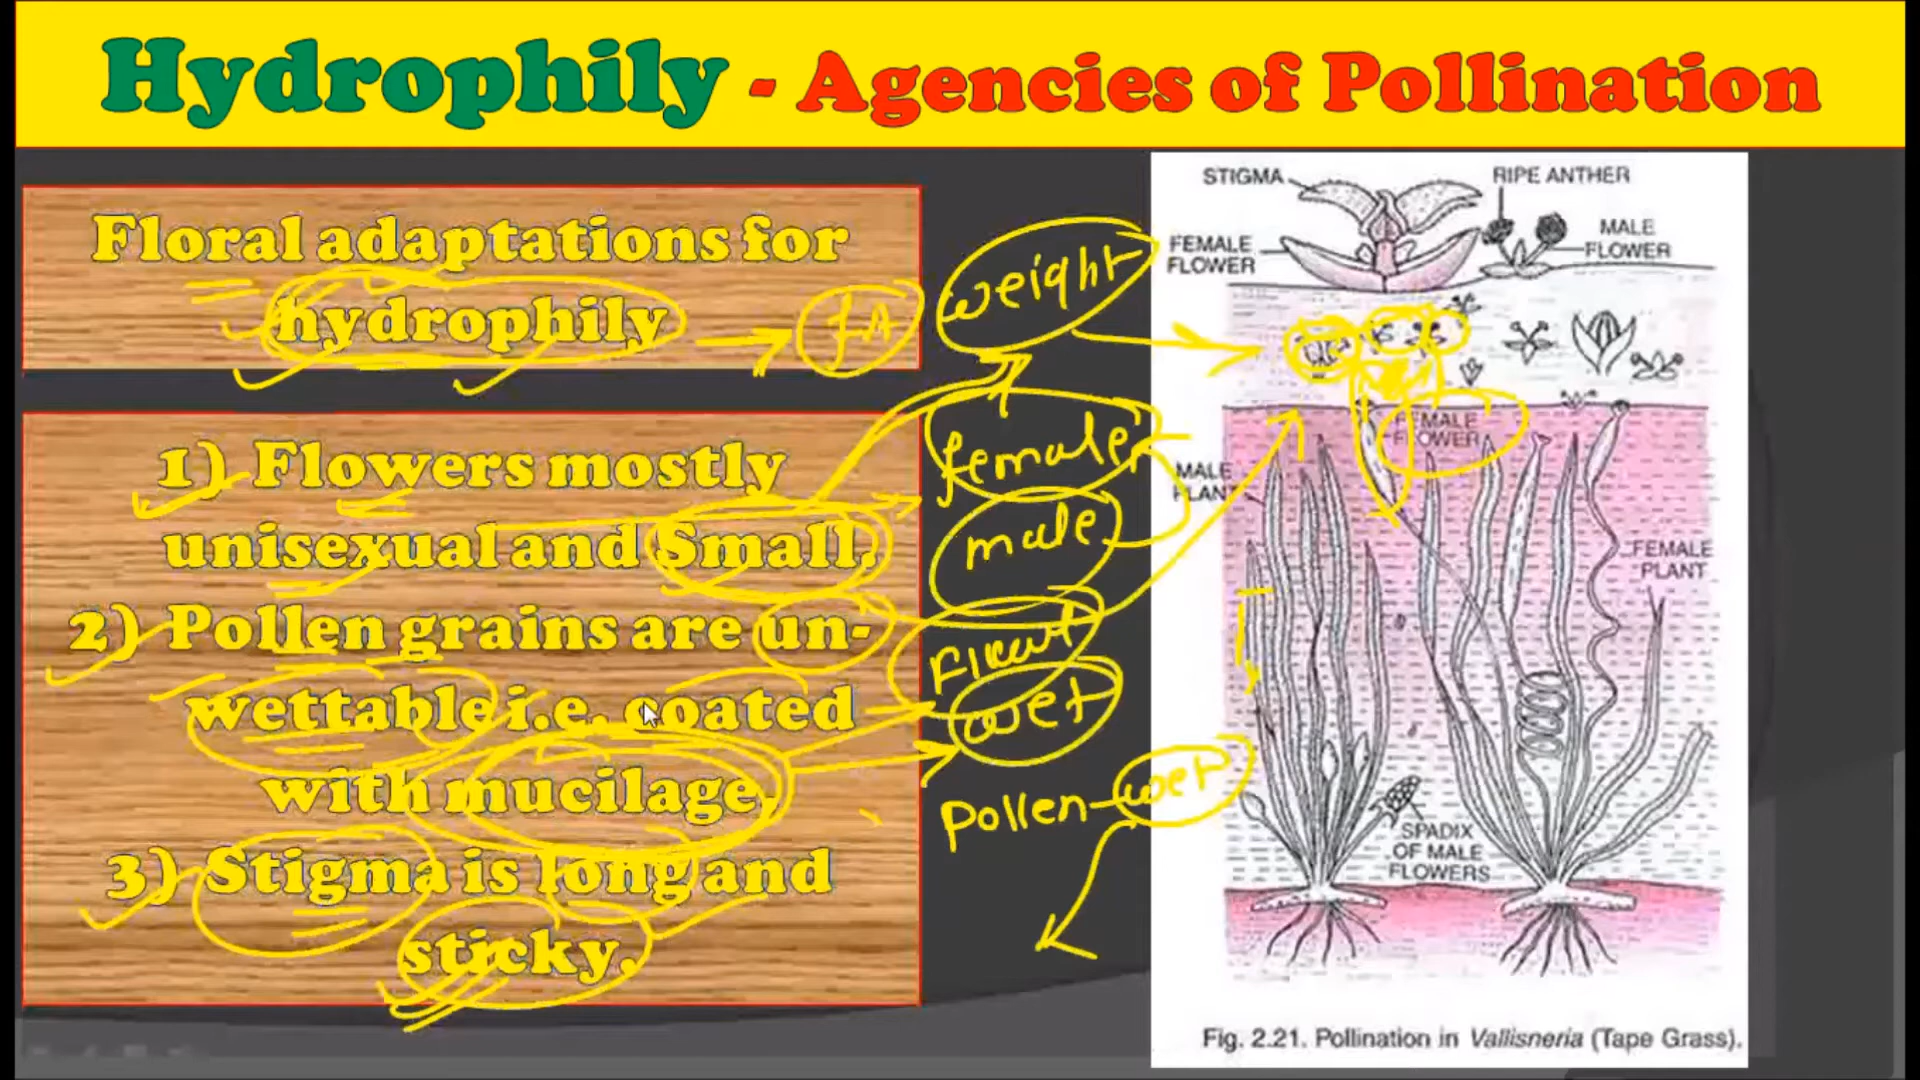 Hydrophily - Agencies of Pollination
Floral adaptations for
hydrophily
1) Flowers mostly
unisexual and Small.
2) Pollen grains are un-
wettable i.e. coated
with mucilage.
3) Stigma is long and
sticky.
weight
female
male
wet
Pollen - wet
STIGMA
RIPE ANTHER
FEMALE
FLOWER
MALE
FLOWER
FEMALE
FLOWER
MALE
PLANT
FEMALE
PLANT
SPADIX
OF MALE
FLOWERS
Fig. 2.21. Pollination in Vallisneria (Tape Grass).